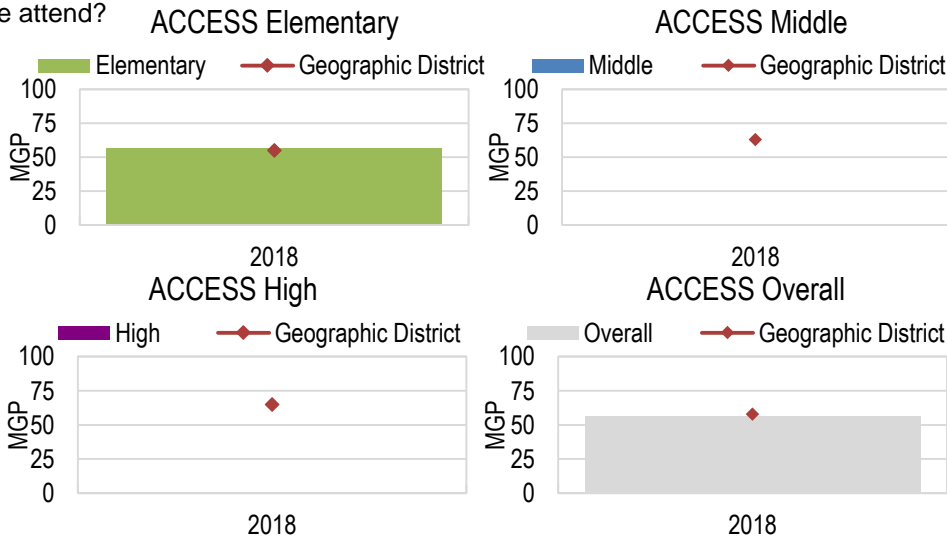 e attend?
ACCESS Elementary
Elementary Geographic District
100
75
50
25
0
MGP
2018
ACCESS Middle
Middle Geographic District
100
75
50
25
0
MGP
2018
ACCESS High
High Geographic District
100
75
50
25
0
MGP
2018
ACCESS Overall
Overall Geographic District
100
75
50
25
0
MGP
2018